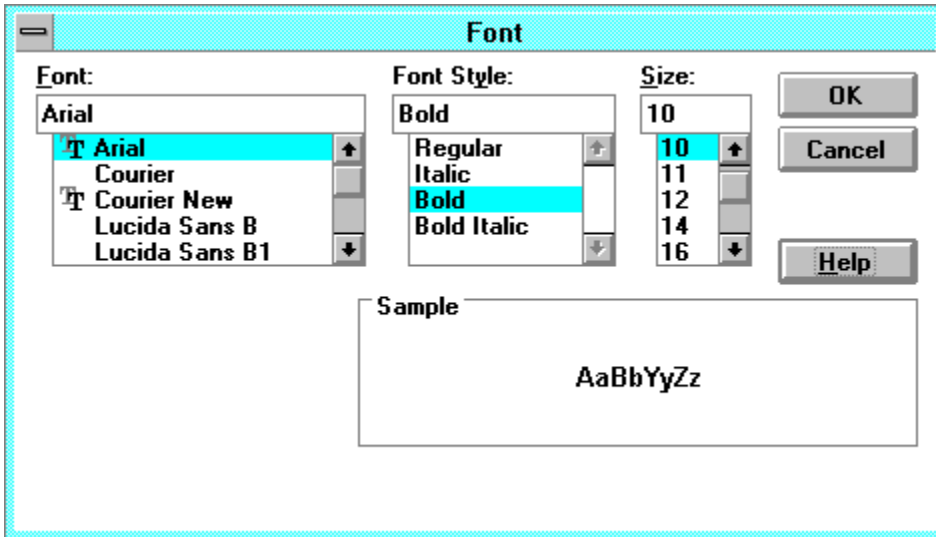 Font
Font:
Arial
Arial
Courier
Courier New
Lucida Sans B
Lucida Sans B1
Font Style:
Bold
Regular
Italic
Bold
Bold Italic
Size:
10
10
11
12
14
16
OK
Cancel
Help
Sample
AaBbYyZz